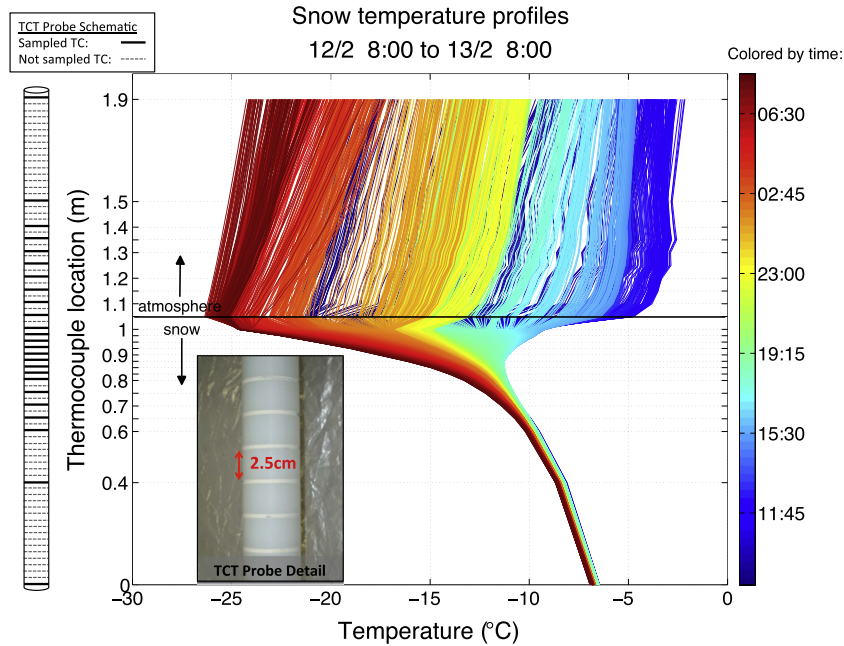 Snow temperature profiles
12/2 8:00 to 13/2 8:00
TCT Probe Schematic
Sampled TC:
Not sampled TC:
Colored by time:
Thermocouple location (m)
1.9
1.5
1.4
1.3
1.2
1.1
1
0.9
0.8
0.7
0.6
0.4
0
atmosphere
snow
2.5cm
TCT Probe Detail
06:30
02:45
23:00
19:15
15:30
11:45
−30
−25
−20
−15
−10
−5
0
Temperature (°C)